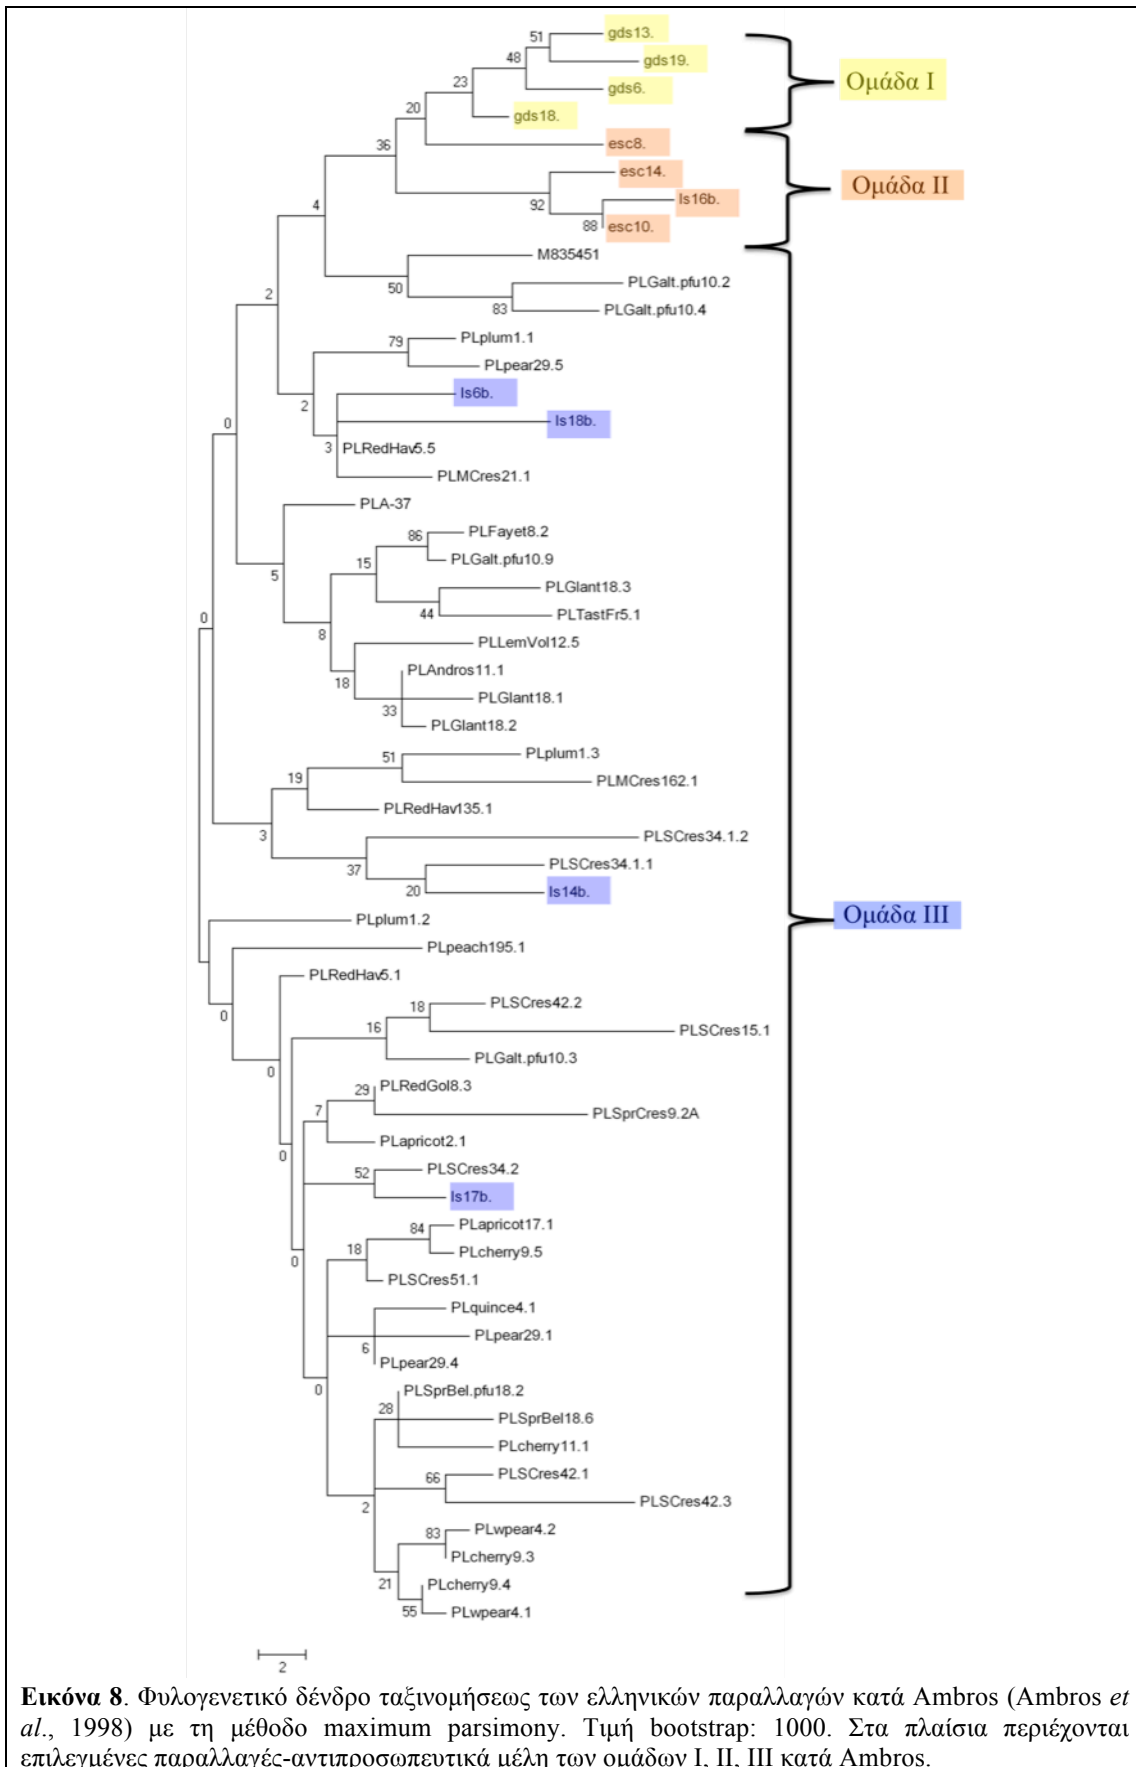 51 gds13.
48 gds19.
23 gds6.
gds18. Ομάδα I
20 esc8.
36 esc14.
92 Is16b. Ομάδα II
88 esc10.
4 M835451
50 PLGalt.pfu10.2
83 PLGalt.pfu10.4
2 79 PLplum1.1
PLpear29.5
2 Is6b.
Is18b.
0 3 PLRedHav5.5
PLMCres21.1
PLA-37
86 PLFayet8.2
15 PLGalt.pfu10.9
5 PLGlant18.3
44 PLTastFr5.1
0 8 PLLemVol12.5
18 PLAndros11.1
33 PLGlant18.1
PLGlant18.2
51 PLplum1.3
19 PLMCres162.1
PLRedHav135.1
3 PLSCres34.1.2
37 PLSCres34.1.1
20 Is14b.
PLplum1.2 Ομάδα III
PLpeach195.1
PLRedHav5.1
0 18 PLSCres42.2
16 PLSCres15.1
0 PLGalt.pfu10.3
29 PLRedGol8.3
7 PLSprCres9.2A
0 PLapricot2.1
52 PLSCres34.2
Is17b.
84 PLapricot17.1
0 18 PLcherry9.5
PLSCres51.1
PLquince4.1
6 PLpear29.1
PLpear29.4
0 PLSprBel.pfu18.2
28 PLSprBel18.6
PLcherry11.1
66 PLSCres42.1
2 PLSCres42.3
83 PLwpear4.2
PLcherry9.3
21 PLcherry9.4
55 PLwpear4.1
2
Εικόνα 8. Φυλογενετικό δένδρο ταξινομήσεως των ελληνικών παραλλαγών κατά Ambros (Ambros et
al., 1998) με τη μέθοδο maximum parsimony. Τιμή bootstrap: 1000. Στα πλαίσια περιέχονται
επιλεγμένες παραλλαγές-αντιπροσωπευτικά μέλη των ομάδων I, II, III κατά Ambros.